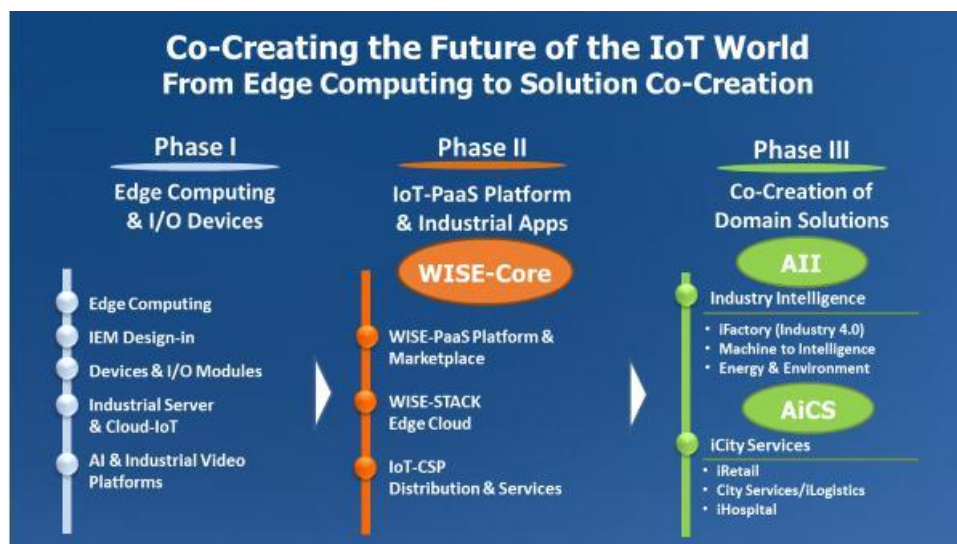 Co-Creating the Future of the IoT World
From Edge Computing to Solution Co-Creation
Phase I
Edge Computing
& I/O Devices
Edge Computing
IEM Design-in
Devices & I/O Modules
Industrial Server
& Cloud-IoT
AI & Industrial Video
Platforms
Phase II
IoT-PaaS Platform
& Industrial Apps
WISE-Core
WISE-PaaS Platform &
Marketplace
WISE-STACK
Edge Cloud
IoT-CSP
Distribution & Services
Phase III
Co-Creation of
Domain Solutions
AII
Industry Intelligence
• iFactory (Industry 4.0)
• Machine to Intelligence
• Energy & Environment
AiCS
iCity Services
• iRetail
• City Services/iLogistics
• iHospital